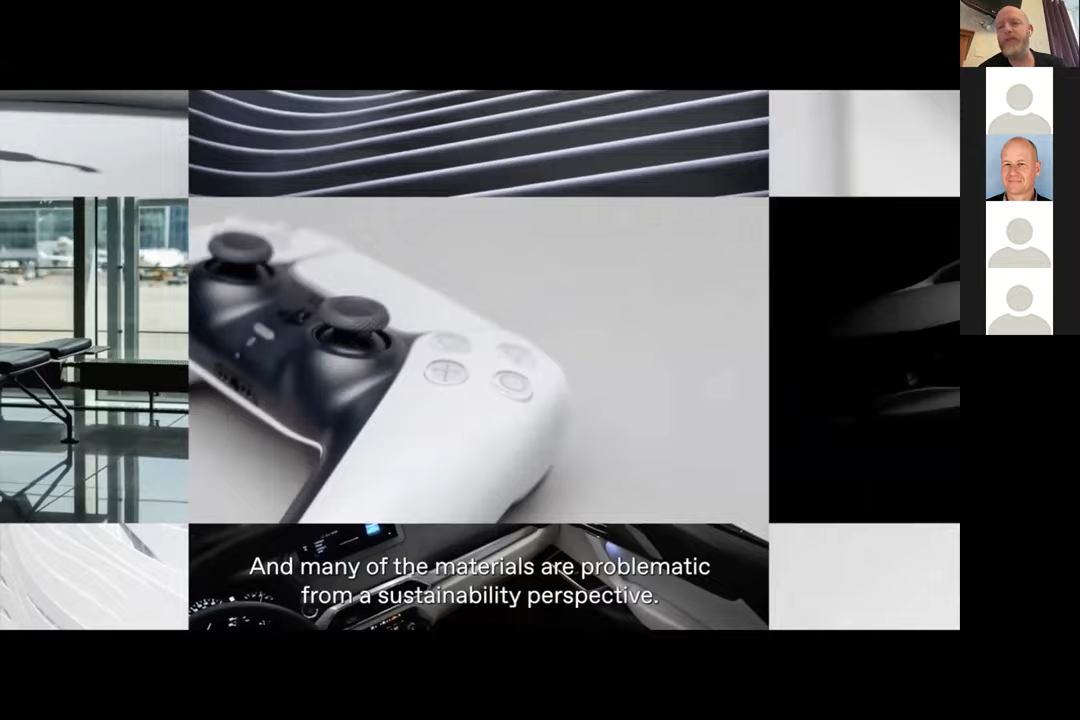 And many of the materials are problematic
from a sustainability perspective.